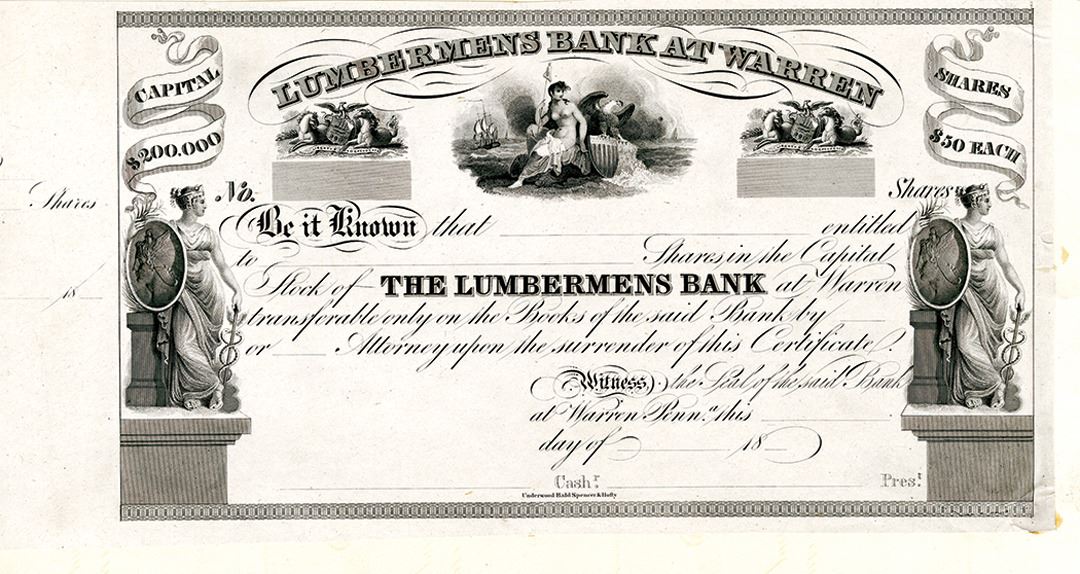 LUMBERMENS BANK AT WARREN
CAPITAL
$200.000
SHARES
$50 EACH
Shares
No.
Shares
Be it Known that entitled
to Shares in the Capital
Stock of THE LUMBERMENS BANK at Warren
transferable only on the Books of the said Bank by
or Attorney upon the surrender of this Certificate.
18
Witness, the Seal of the said Bank
at Warren Penna. this
day of 18
Cashr. Prest.
Underwood Bald Spencer & Hufty